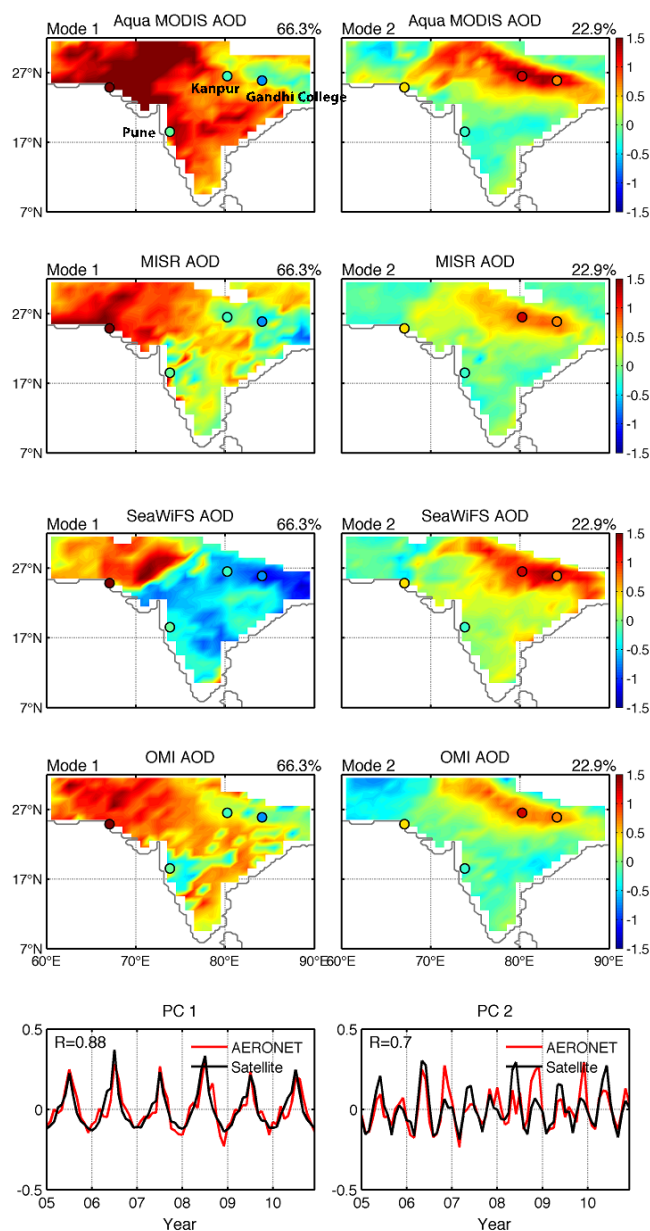 Aqua MODIS AOD
Mode 1 66.3%
27°N
17°N
7°N
Kanpur
Gandhi College
Pune
Aqua MODIS AOD
Mode 2 22.9%
1.5
1
0.5
0
-0.5
-1
-1.5
MISR AOD
Mode 1 66.3%
27°N
17°N
7°N
MISR AOD
Mode 2 22.9%
1.5
1
0.5
0
-0.5
-1
-1.5
SeaWiFS AOD
Mode 1 66.3%
27°N
17°N
7°N
SeaWiFS AOD
Mode 2 22.9%
1.5
1
0.5
0
-0.5
-1
-1.5
OMI AOD
Mode 1 66.3%
27°N
17°N
7°N
60°E 70°E 80°E 90°E
OMI AOD
Mode 2 22.9%
60°E 70°E 80°E 90°E
1.5
1
0.5
0
-0.5
-1
-1.5
PC 1
0.5
0
-0.5
R=0.88
AERONET
Satellite
05 06 07 08 09 10
Year
PC 2
0.5
0
-0.5
R=0.7
AERONET
Satellite
05 06 07 08 09 10
Year